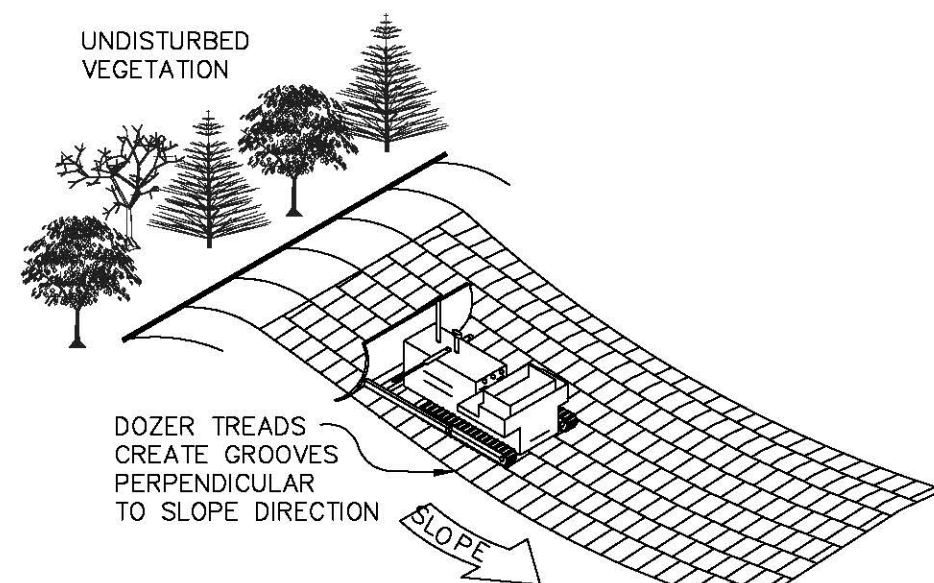 UNDISTURBED
VEGETATION
DOZER TREADS
CREATE GROOVES
PERPENDICULAR
TO SLOPE DIRECTION
SLOPE